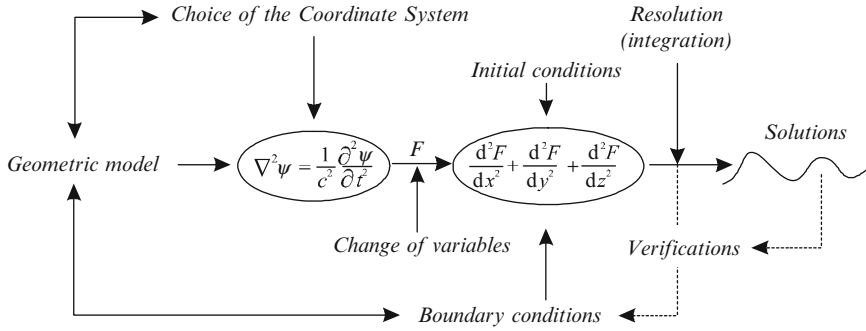 Choice of the Coordinate System
Resolution
(integration)
Initial conditions
Solutions
Geometric model
∇²ψ = 1/c² ∂²ψ/∂t²
F
d²F/dx² + d²F/dy² + d²F/dz²
Change of variables
Verifications
Boundary conditions